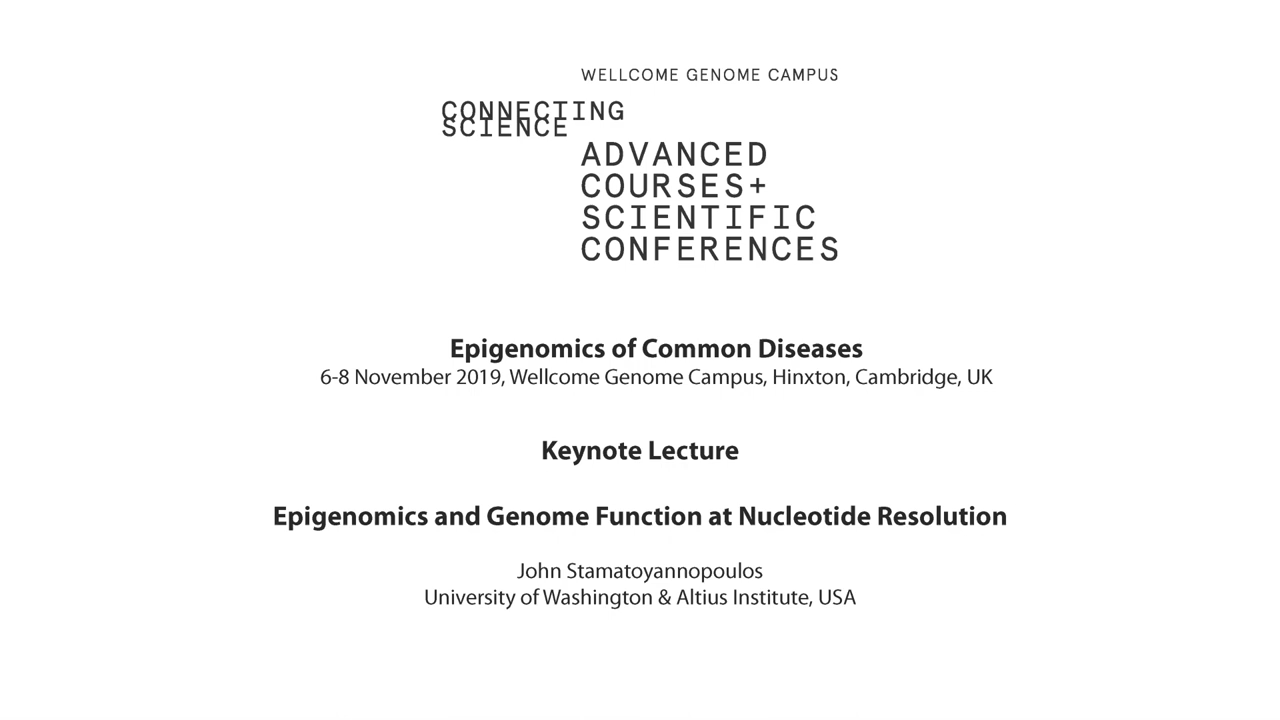 WELLCOME GENOME CAMPUS
CONNECTING
SCIENCE
ADVANCED
COURSES+
SCIENTIFIC
CONFERENCES
Epigenomics of Common Diseases
6-8 November 2019, Wellcome Genome Campus, Hinxton, Cambridge, UK
Keynote Lecture
Epigenomics and Genome Function at Nucleotide Resolution
John Stamatoyannopoulos
University of Washington & Altius Institute, USA